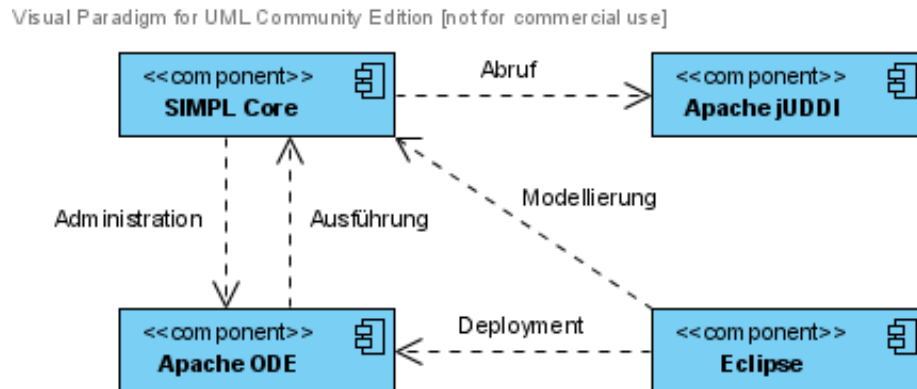 Visual Paradigm for UML Community Edition [not for commercial use]
<<component>>
SIMPL Core
Abruf
<<component>>
Apache jUDDI
Modellierung
Administration
Ausführung
<<component>>
Apache ODE
Deployment
<<component>>
Eclipse